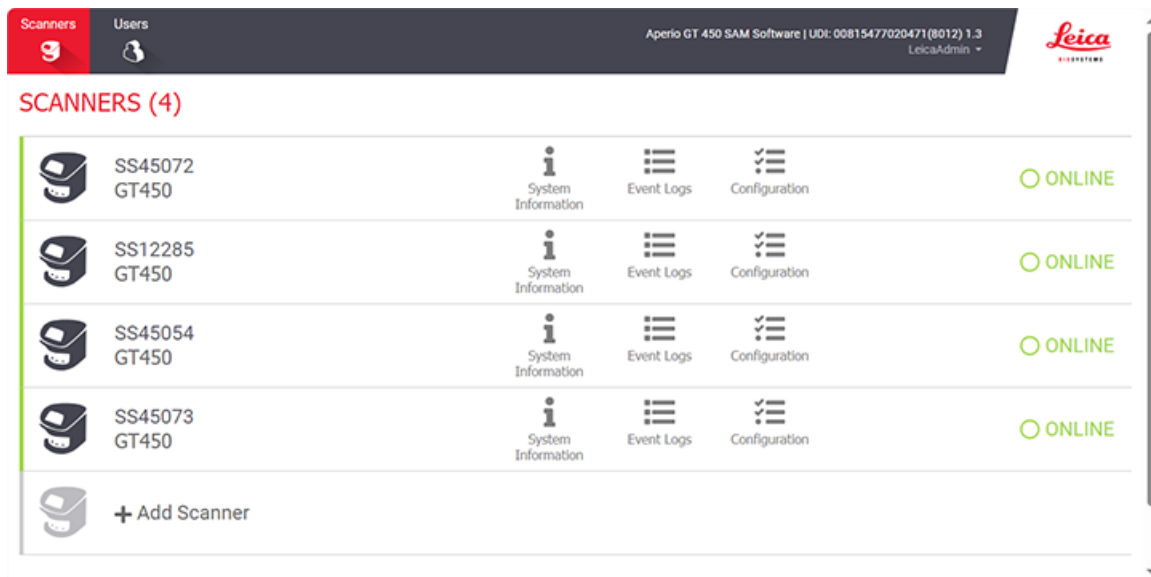 Scanners
Users
Aperio GT 450 SAM Software | UDI: 00815477020471(8012) 1.3
LeicaAdmin
Leica
BIOSYSTEMS
SCANNERS (4)
SS45072
GT450
System
Information
Event Logs
Configuration
ONLINE
SS12285
GT450
System
Information
Event Logs
Configuration
ONLINE
SS45054
GT450
System
Information
Event Logs
Configuration
ONLINE
SS45073
GT450
System
Information
Event Logs
Configuration
ONLINE
+ Add Scanner